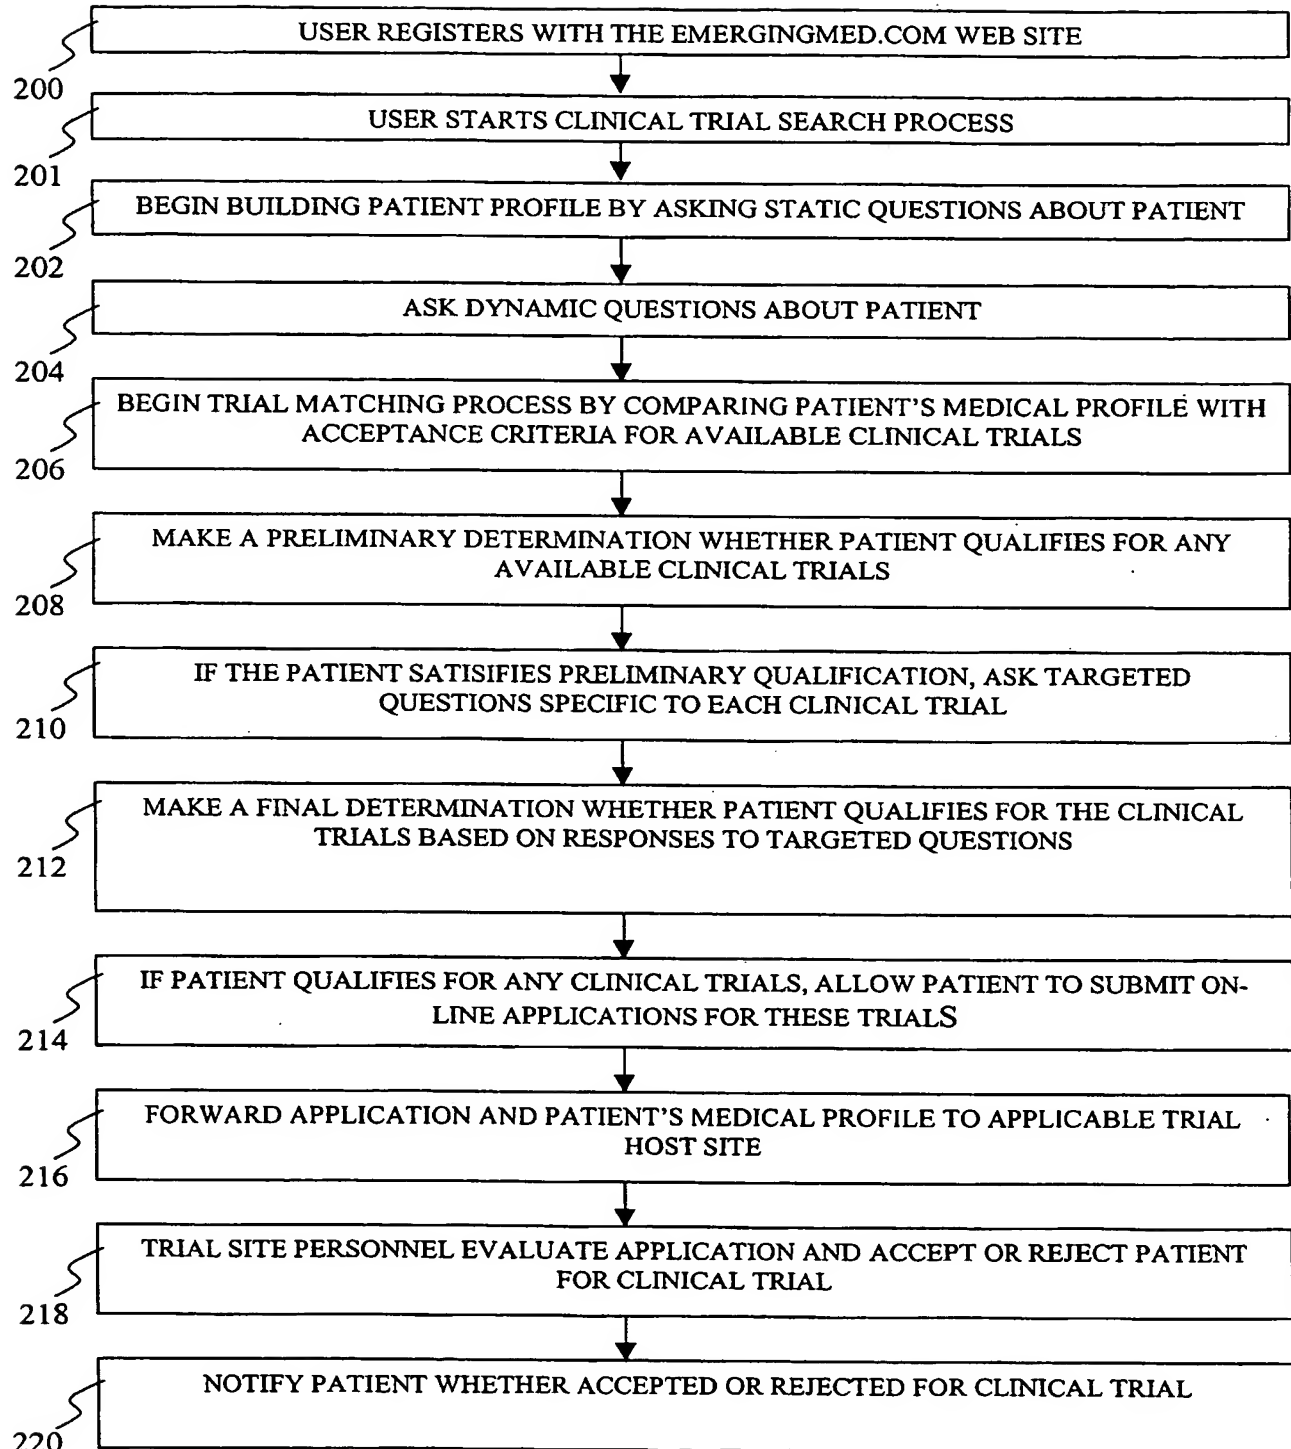 USER REGISTERS WITH THE EMERGINGMED.COM WEB SITE
200
USER STARTS CLINICAL TRIAL SEARCH PROCESS
201
BEGIN BUILDING PATIENT PROFILE BY ASKING STATIC QUESTIONS ABOUT PATIENT
202
ASK DYNAMIC QUESTIONS ABOUT PATIENT
204
BEGIN TRIAL MATCHING PROCESS BY COMPARING PATIENT'S MEDICAL PROFILE WITH
ACCEPTANCE CRITERIA FOR AVAILABLE CLINICAL TRIALS
206
MAKE A PRELIMINARY DETERMINATION WHETHER PATIENT QUALIFIES FOR ANY
AVAILABLE CLINICAL TRIALS
208
IF THE PATIENT SATISIFIES PRELIMINARY QUALIFICATION, ASK TARGETED
QUESTIONS SPECIFIC TO EACH CLINICAL TRIAL
210
MAKE A FINAL DETERMINATION WHETHER PATIENT QUALIFIES FOR THE CLINICAL
TRIALS BASED ON RESPONSES TO TARGETED QUESTIONS
212
IF PATIENT QUALIFIES FOR ANY CLINICAL TRIALS, ALLOW PATIENT TO SUBMIT ON-
LINE APPLICATIONS FOR THESE TRIALS
214
FORWARD APPLICATION AND PATIENT'S MEDICAL PROFILE TO APPLICABLE TRIAL
HOST SITE
216
TRIAL SITE PERSONNEL EVALUATE APPLICATION AND ACCEPT OR REJECT PATIENT
FOR CLINICAL TRIAL
218
NOTIFY PATIENT WHETHER ACCEPTED OR REJECTED FOR CLINICAL TRIAL
220